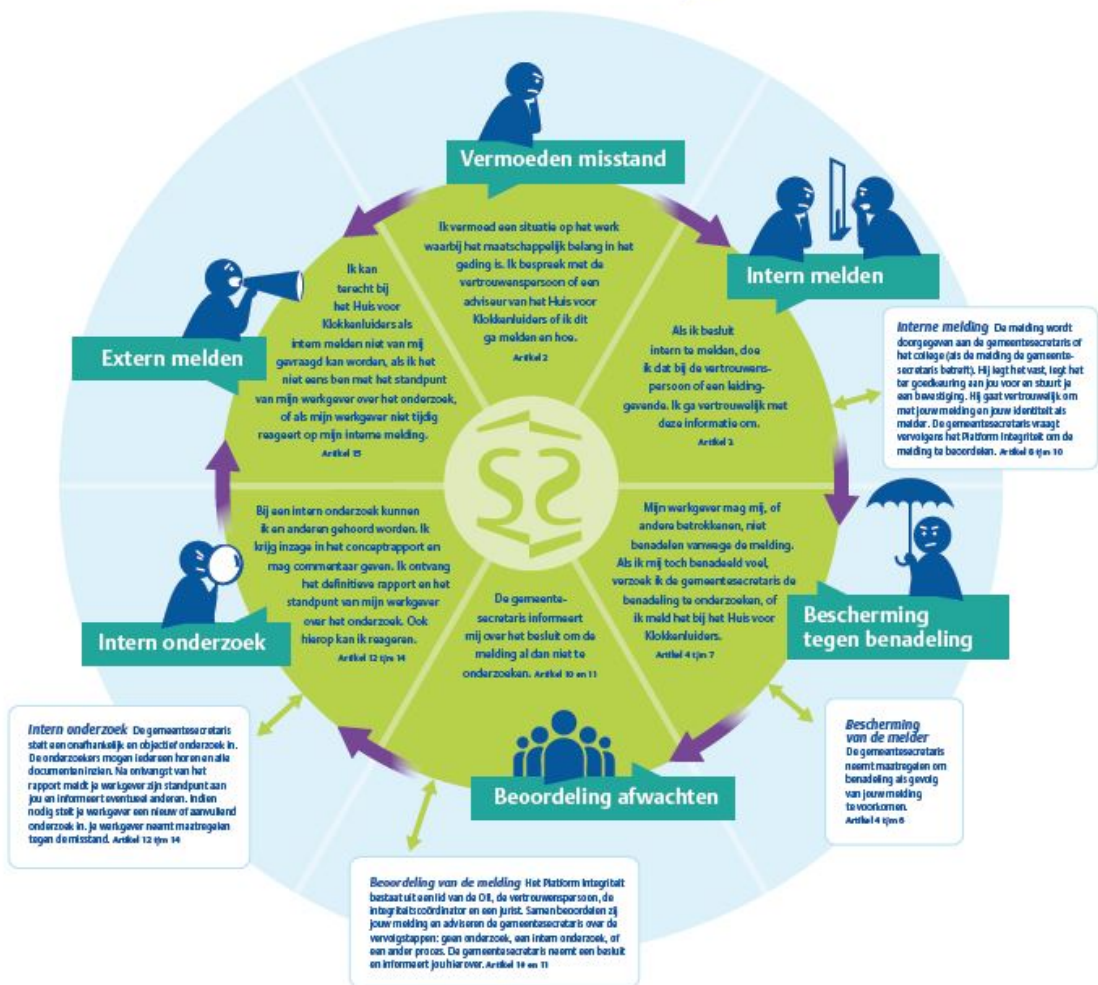 Vermoeden misstand
Ik vermoed een situatie op het werk
waarbij het maatschappelijk belang in het
geding is. Ik bespreek met de
vertrouwenspersoon of een
adviseur van het Huis voor
Klokkenluiders of ik dit
ga melden en hoe.
Artikel 2
Intern melden
Als ik besluit
intern te melden, doe
ik dat bij de vertrouwens-
persoon of een leiding-
gevende. Ik ga vertrouwelijk met
deze informatie om.
Artikel 3
Interne melding De melding wordt
doorgegeven aan de gemeentesecretaris of
het college (als de melding de gemeente-
secretaris betreft). Hij legt het vast, legt het
ter goedkeuring aan jou voor en stuurt je
een bevestiging. Hij gaat vertrouwelijk om
met jouw melding en jouw identiteit als
melder. De gemeentesecretaris vraagt
vervolgens het Platform Integriteit om de
melding te beoordelen. Artikel 8 t/m 10
Bescherming
tegen benadeling
Mijn werkgever mag mij, of
andere betrokkenen, niet
benadelen vanwege de melding.
Als ik mij toch benadeeld voel,
verzoek ik de gemeentesecretaris de
benadeling te onderzoeken, of
ik meld het bij het Huis voor
Klokkenluiders.
Artikel 4 t/m 7
Bescherming
van de melder
De gemeentesecretaris
neemt maatregelen om
benadeling als gevolg
van jouw melding
te voorkomen.
Artikel 4 t/m 6
Beoordeling afwachten
De gemeente-
secretaris informeert
mij over het besluit om de
melding al dan niet te
onderzoeken. Artikel 10 en 11
Beoordeling van de melding Het Platform Integriteit
bestaat uit een lid van de OR, de vertrouwenspersoon, de
integriteitscoördinator en een jurist. Samen beoordelen zij
jouw melding en adviseren de gemeentesecretaris over de
vervolgstappen: geen onderzoek, een intern onderzoek, of
een ander proces. De gemeentesecretaris neemt een besluit
en informeert jou hierover. Artikel 10 en 11
Intern onderzoek
Bij een intern onderzoek kunnen
ik en anderen gehoord worden. Ik
krijg inzage in het conceptrapport en
mag commentaar geven. Ik ontvang
het definitieve rapport en het
standpunt van mijn werkgever
over het onderzoek. Ook
hierop kan ik reageren.
Artikel 12 t/m 14
Intern onderzoek De gemeentesecretaris
stelt een onafhankelijk en objectief onderzoek in.
De onderzoekers mogen iedereen horen en alle
documenten inzien. Na ontvangst van het
rapport meldt je werkgever zijn standpunt aan
jou en informeert eventueel anderen. Indien
nodig stelt je werkgever een nieuw of aanvullend
onderzoek in. Je werkgever neemt maatregelen
tegen de misstand. Artikel 12 t/m 14
Extern melden
Ik kan
terecht bij
het Huis voor
Klokkenluiders als
intern melden niet van mij
gevraagd kan worden, als ik het
niet eens ben met het standpunt
van mijn werkgever over het onderzoek,
of als mijn werkgever niet tijdig
reageert op mijn interne melding.
Artikel 15